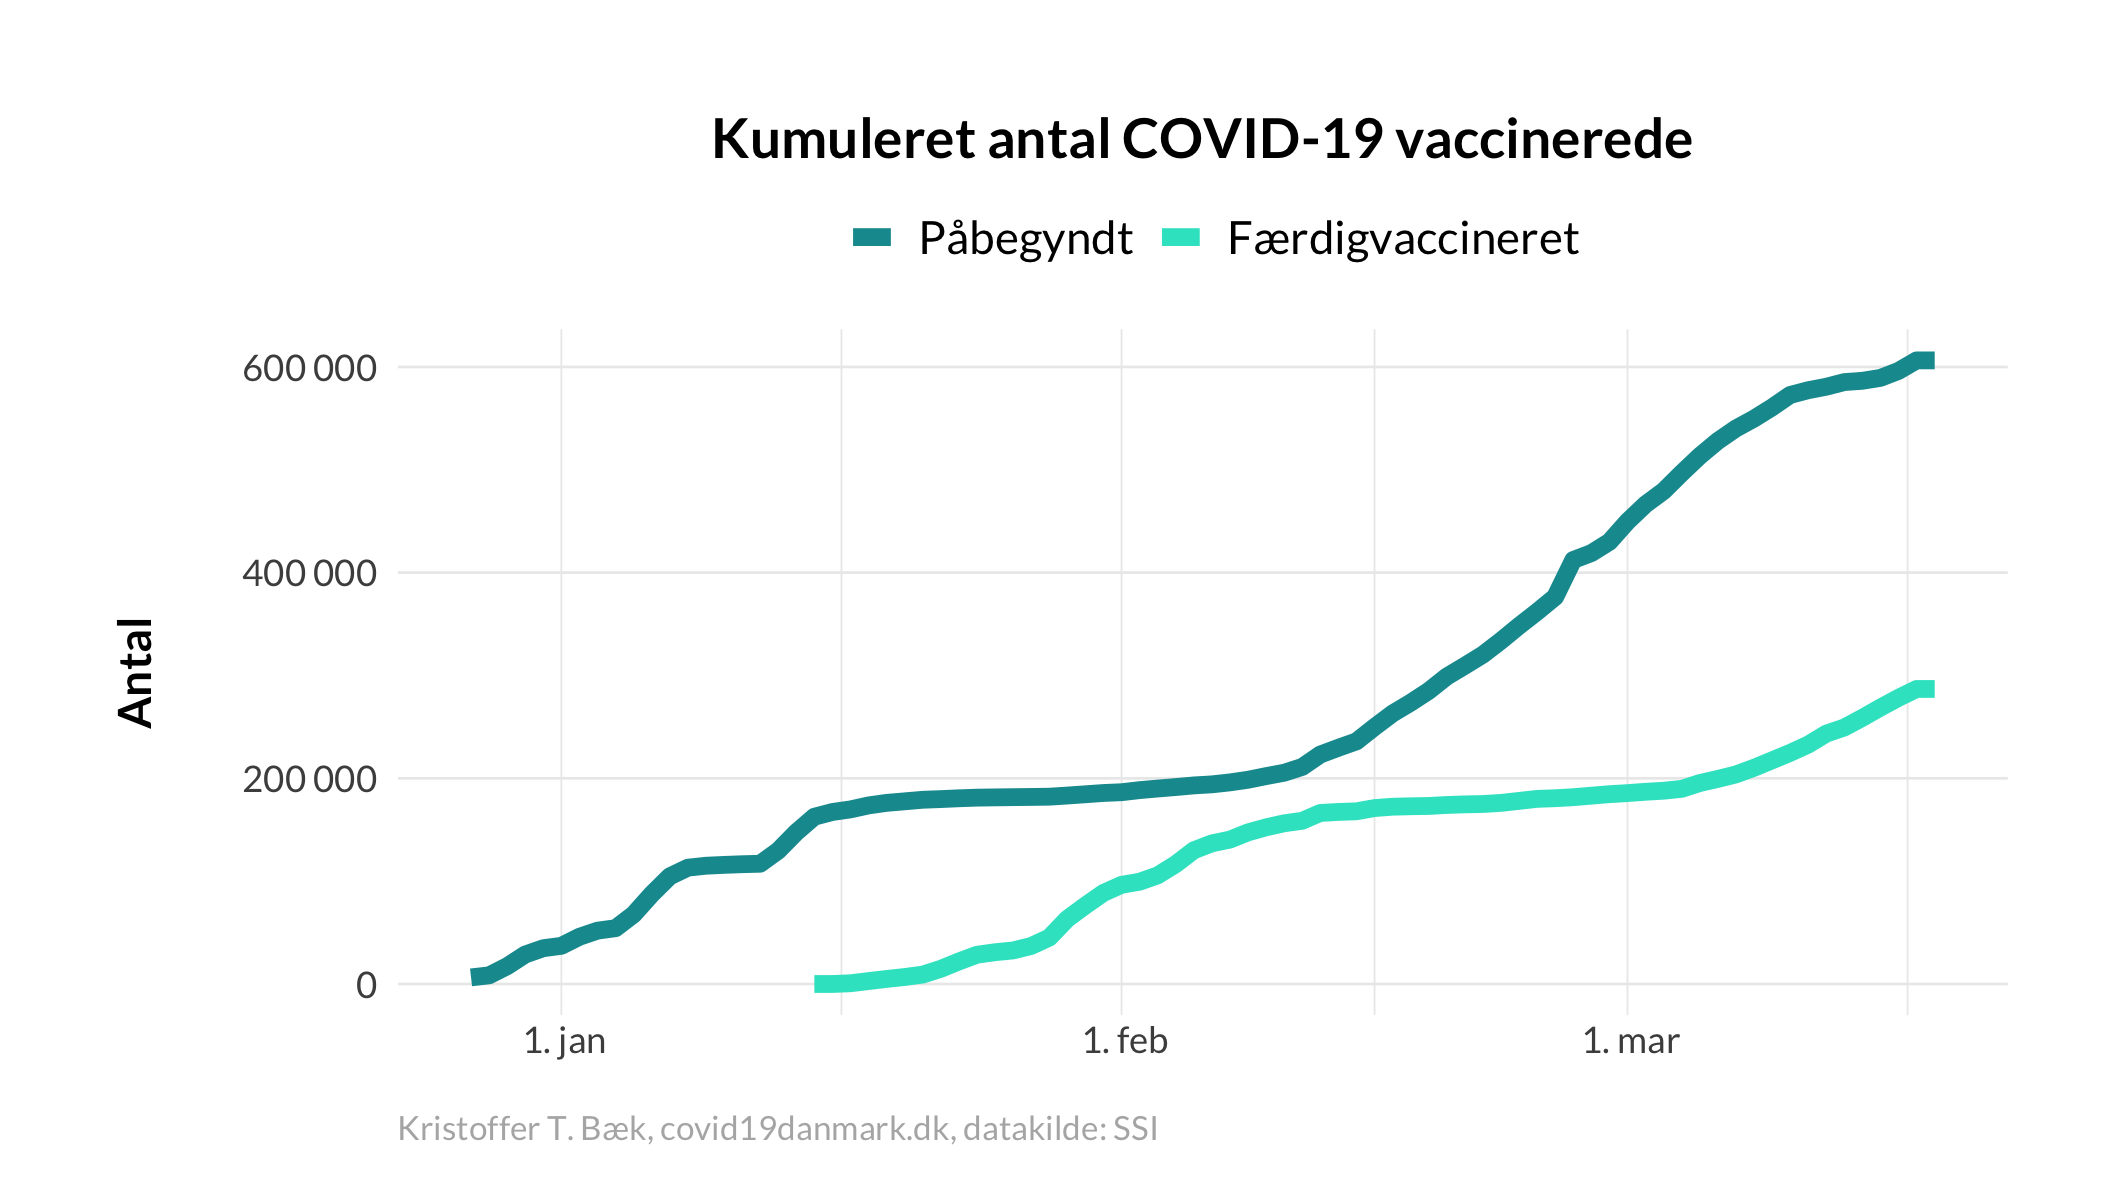 Kumuleret antal COVID-19 vaccinerede
Påbegyndt Færdigvaccineret
Antal
600 000
400 000
200 000
0
1. jan 1. feb 1. mar
Kristoffer T. Bæk, covid19danmark.dk, datakilde: SSI